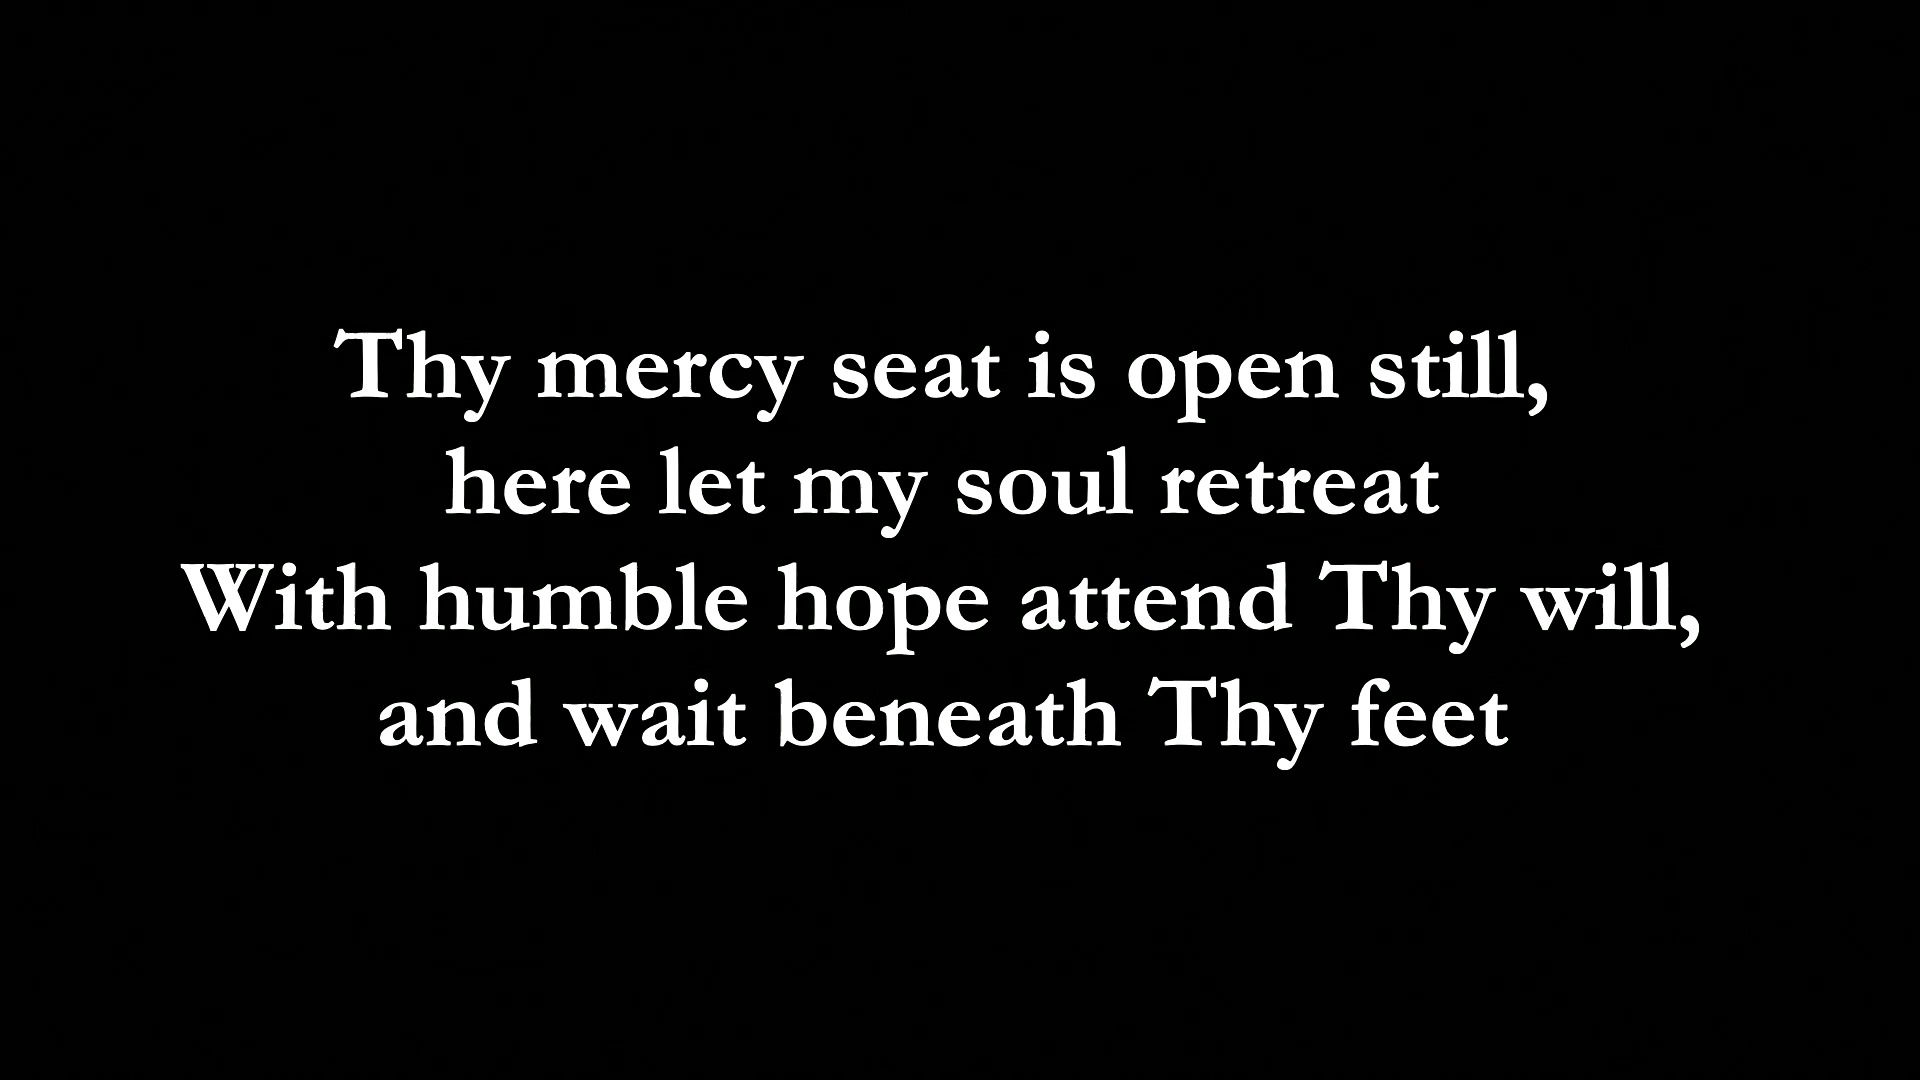 Thy mercy seat is open still,
here let my soul retreat
With humble hope attend Thy will,
and wait beneath Thy feet